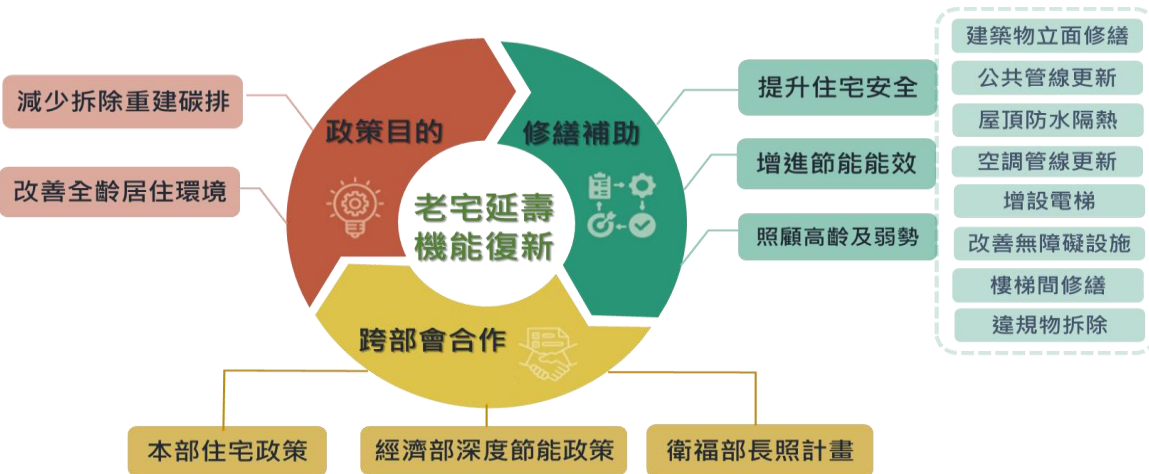 減少拆除重建碳排
改善全齡居住環境
政策目的
修繕補助
老宅延壽
機能復新
跨部會合作
提升住宅安全
增進節能能效
照顧高齡及弱勢
建築物立面修繕
公共管線更新
屋頂防水隔熱
空調管線更新
增設電梯
改善無障礙設施
樓梯間修繕
違規物拆除
本部住宅政策
經濟部深度節能政策
衛福部長照計畫